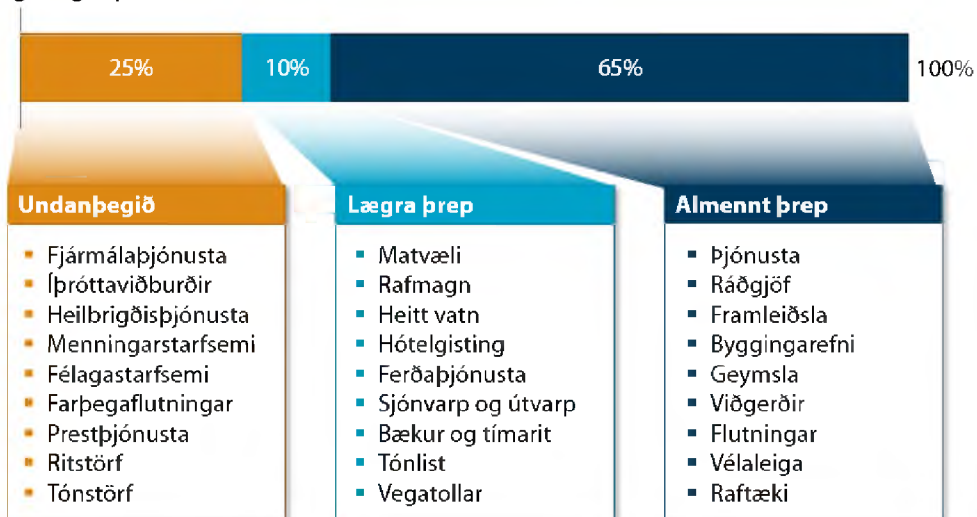 25%
10%
65%
100%
Undanþegið
Fjármálaþjónusta
Íþróttaviðburðir
Heilbrigðisþjónusta
Menningarstarfsemi
Félagastarfsemi
Farþegaflutningar
Prestþjónusta
Ritstörf
Tónstörf
Lægra þrep
Matvæli
Rafmagn
Heitt vatn
Hótelgisting
Ferðaþjónusta
Sjónvarp og útvarp
Bækur og tímarit
Tónlist
Vegatollar
Almennt þrep
Þjónusta
Ráðgjöf
Framleiðsla
Byggingarefni
Geymsla
Viðgerðir
Flutningar
Vélaleiga
Raftæki